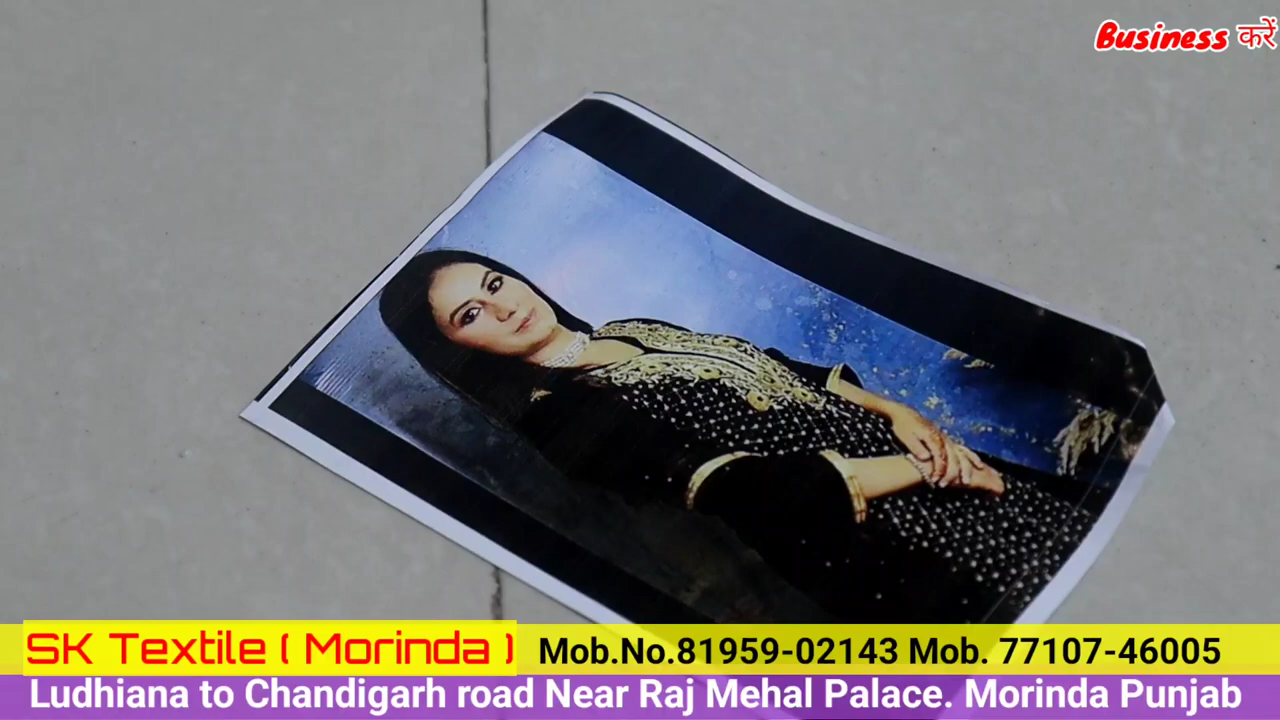 Business करें
SK Textile ( Morinda ) Mob.No.81959-02143 Mob. 77107-46005
Ludhiana to Chandigarh road Near Raj Mehal Palace. Morinda Punjab